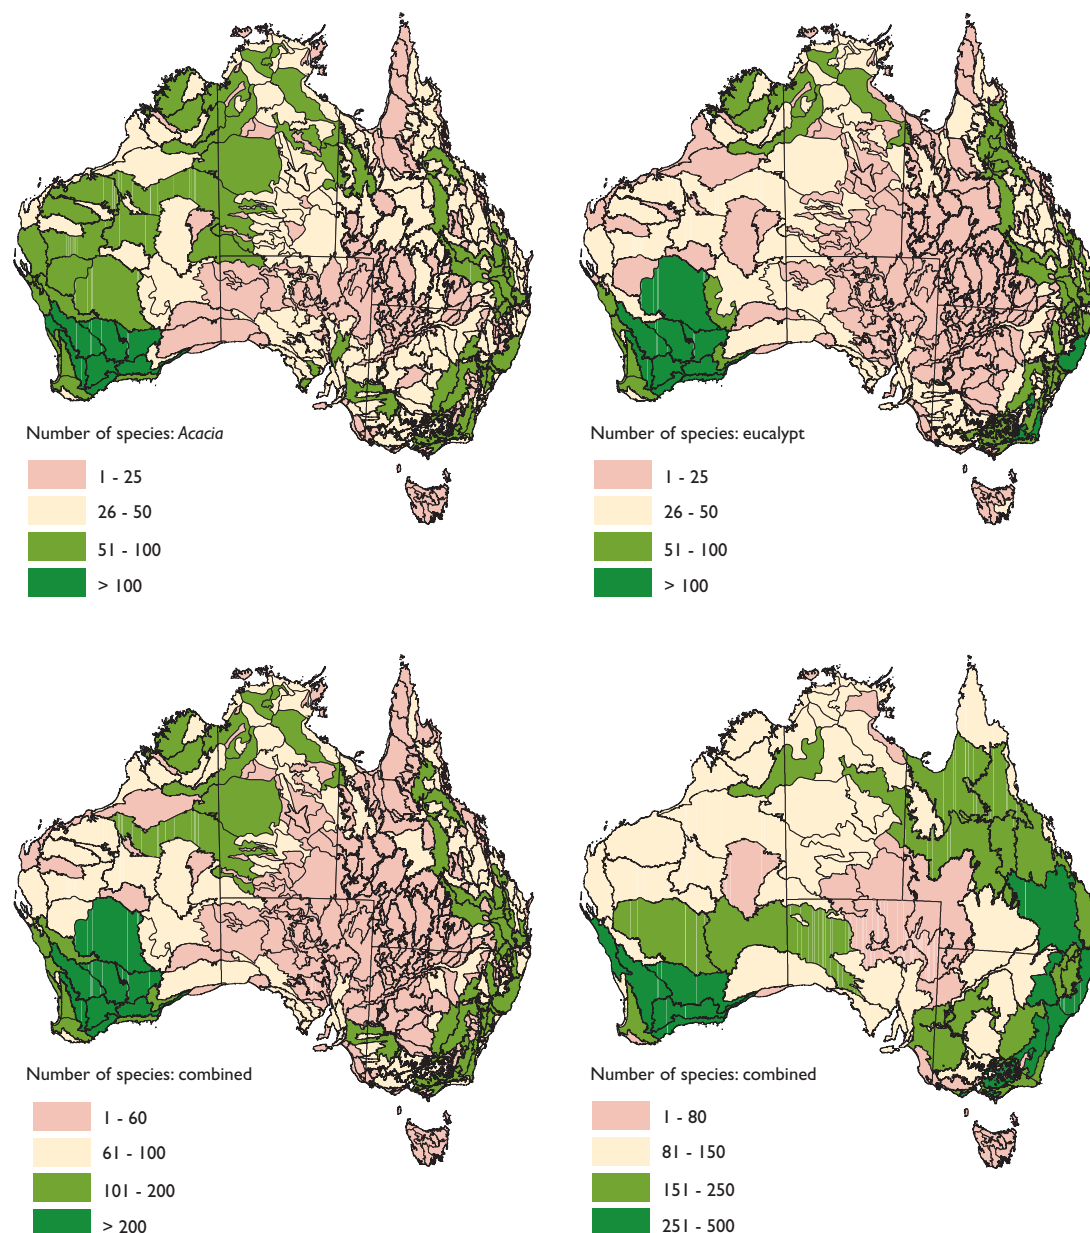 Number of species: Acacia
1 - 25
26 - 50
51 - 100
> 100
Number of species: eucalypt
1 - 25
26 - 50
51 - 100
> 100
Number of species: combined
1 - 60
61 - 100
101 - 200
> 200
Number of species: combined
1 - 80
81 - 150
151 - 250
251 - 500